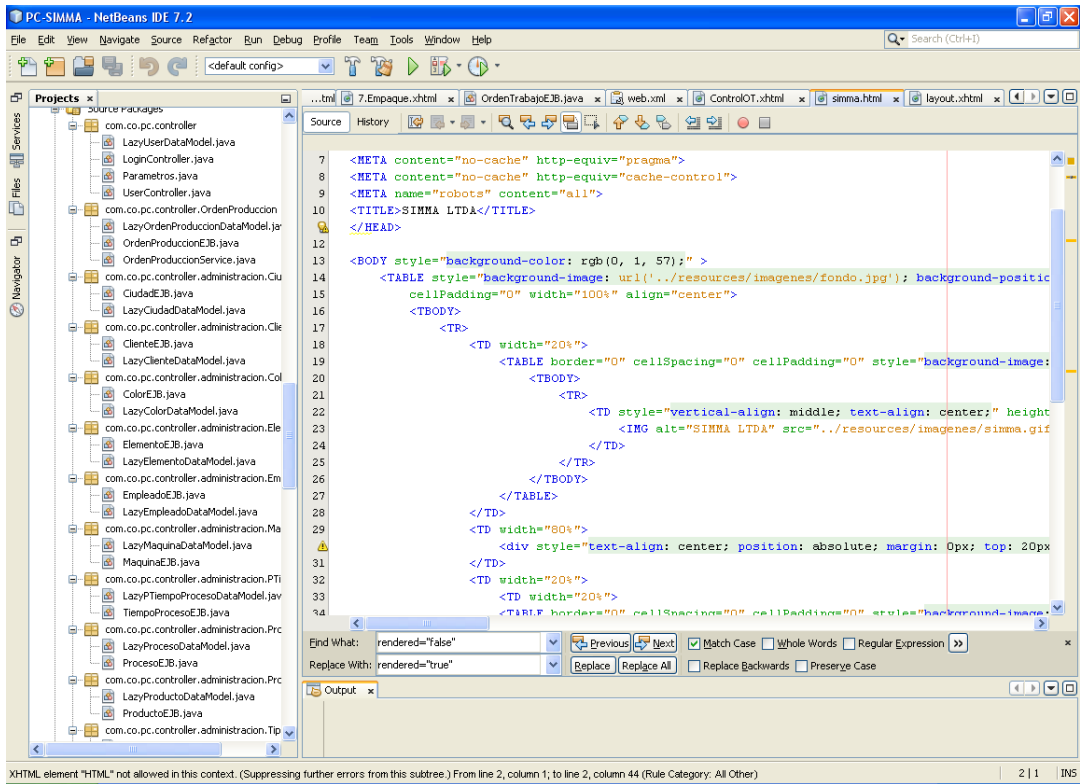 PC-SIMMA - NetBeans IDE 7.2
File Edit View Navigate Source Refactor Run Debug Profile Team Tools Window Help
Search (Ctrl+I)
<default config>
Projects x
Services
Files
Navigator
Source Packages
com.co.pc.controller
LazyUserDataModel.java
LoginController.java
Parametros.java
UserController.java
com.co.pc.controller.OrdenProduccion
LazyOrdenProduccionDataModel.ja
OrdenProduccionEJB.java
OrdenProduccionService.java
com.co.pc.controller.administracion.Ciu
CiudadEJB.java
LazyCiudadDataModel.java
com.co.pc.controller.administracion.Clie
ClienteEJB.java
LazyClienteDataModel.java
com.co.pc.controller.administracion.Col
ColorEJB.java
LazyColorDataModel.java
com.co.pc.controller.administracion.Ele
ElementoEJB.java
LazyElementoDataModel.java
com.co.pc.controller.administracion.Em
EmpleadoEJB.java
LazyEmpleadoDataModel.java
com.co.pc.controller.administracion.Ma
LazyMaquinaDataModel.java
MaquinaEJB.java
com.co.pc.controller.administracion.PTi
LazyPTiempoProcesoDataModel.jav
TiempoProcesoEJB.java
com.co.pc.controller.administracion.Prc
LazyProcesoDataModel.java
ProcesoEJB.java
com.co.pc.controller.administracion.Prc
LazyProductoDataModel.java
ProductoEJB.java
com.co.pc.controller.administracion.Tip
...tml 7.Empaque.xhtml x OrdenTrabajoEJB.java x web.xml x ControlOT.xhtml x simma.html x layout.xhtml x
Source History
7 <META content="no-cache" http-equiv="pragma">
8 <META content="no-cache" http-equiv="cache-control">
9 <META name="robots" content="all">
10 <TITLE>SIMMA LTDA</TITLE>
</HEAD>
12
13 <BODY style="background-color: rgb(0, 1, 57);" >
14 <TABLE style="background-image: url('../resources/imagenes/fondo.jpg'); background-positic
15 cellPadding="0" width="100%" align="center">
16 <TBODY>
17 <TR>
18 <TD width="20%">
19 <TABLE border="0" cellSpacing="0" cellPadding="0" style="background-image:
20 <TBODY>
21 <TR>
22 <TD style="vertical-align: middle; text-align: center;" height
23 <IMG alt="SIMMA LTDA" src="../resources/imagenes/simma.gif
24 </TD>
25 </TR>
26 </TBODY>
27 </TABLE>
28 </TD>
29 <TD width="80%">
<div style="text-align: center; position: absolute; margin: 0px; top: 20px
31 </TD>
32 <TD width="20%">
33 <TD width="20%">
34 <TABLE border="0" cellSpacing="0" cellPadding="0" style="background-image:
Find What: rendered="false" Previous Next Match Case Whole Words Regular Expression >> x
Replace With: rendered="true" Replace Replace All Replace Backwards Preserve Case
Output x
XHTML element "HTML" not allowed in this context. (Suppressing further errors from this subtree.) From line 2, column 1; to line 2, column 44 (Rule Category: All Other) 2|1 INS